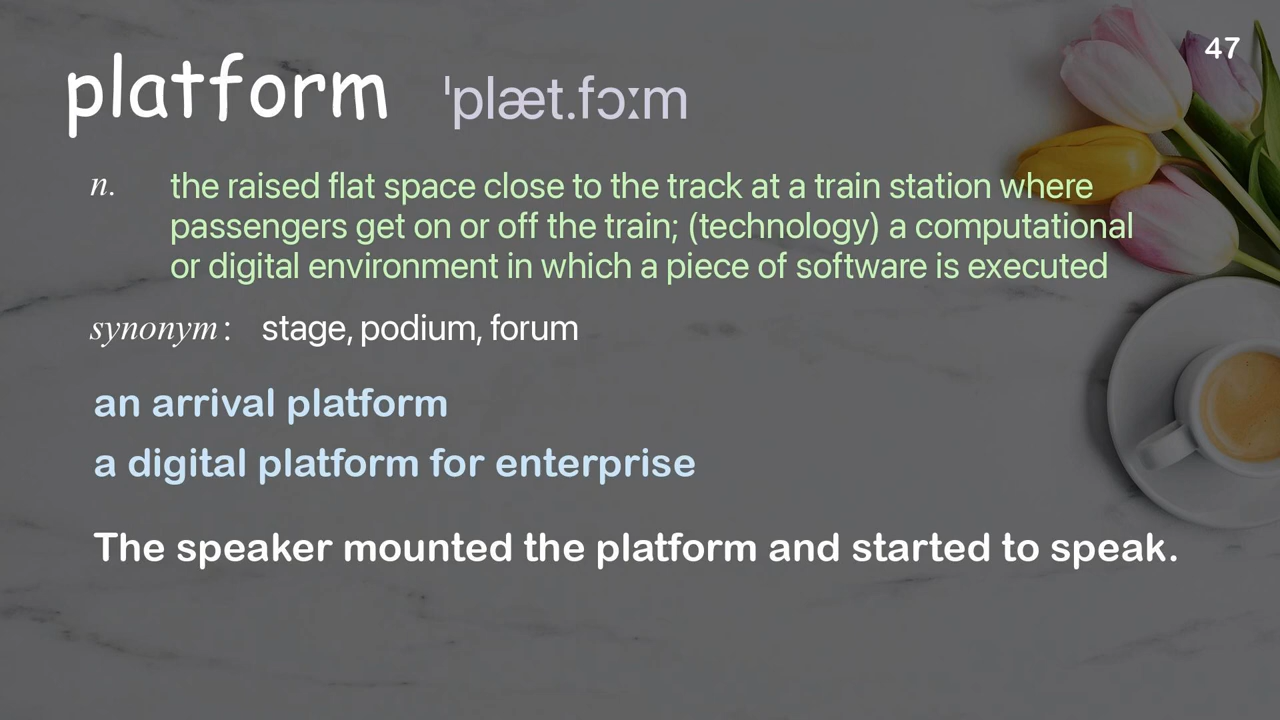 47
platform ˈplæt.fɔːm
n. the raised flat space close to the track at a train station where
passengers get on or off the train; (technology) a computational
or digital environment in which a piece of software is executed
synonym: stage, podium, forum
an arrival platform
a digital platform for enterprise
The speaker mounted the platform and started to speak.